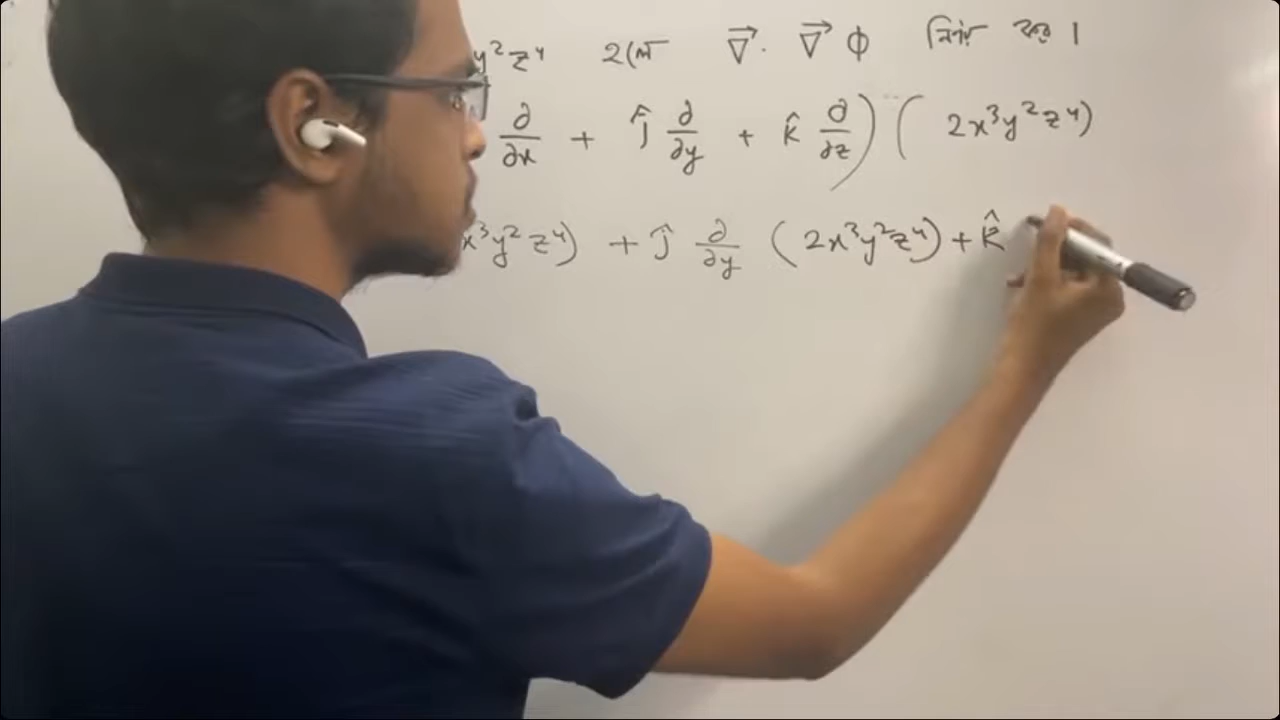 y²z⁴ হলে ∇⃗. ∇⃗ φ নির্ণয় কর।
∂/∂x + ĵ ∂/∂y + k̂ ∂/∂z ) ( 2x³y²z⁴)
x³y²z⁴) + ĵ ∂/∂y (2x³y²z⁴) + k̂